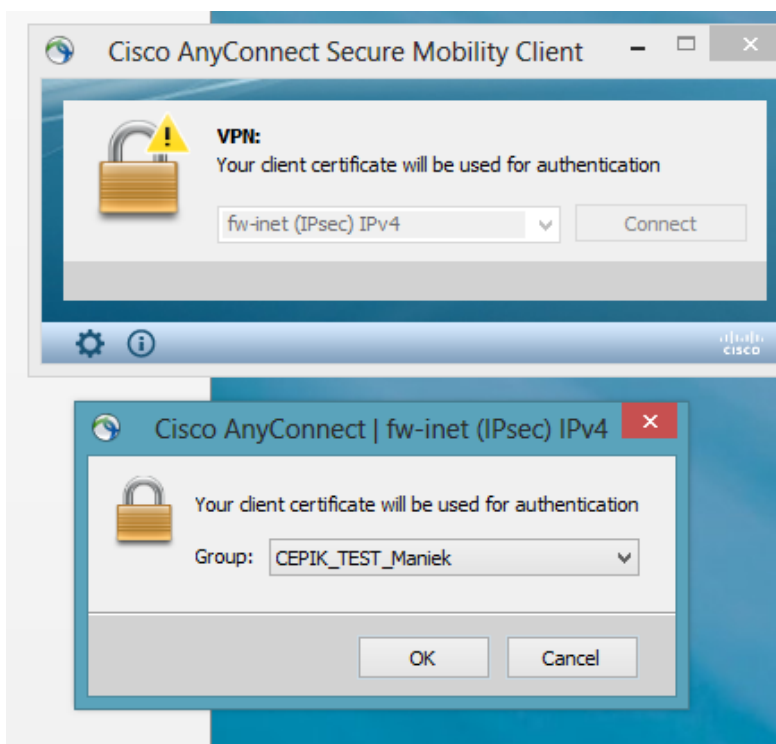 Cisco AnyConnect Secure Mobility Client
VPN:
Your client certificate will be used for authentication
fw-inet (IPsec) IPv4
Connect
cisco
Cisco AnyConnect | fw-inet (IPsec) IPv4
Your client certificate will be used for authentication
Group: CEPIK_TEST_Maniek
OK Cancel